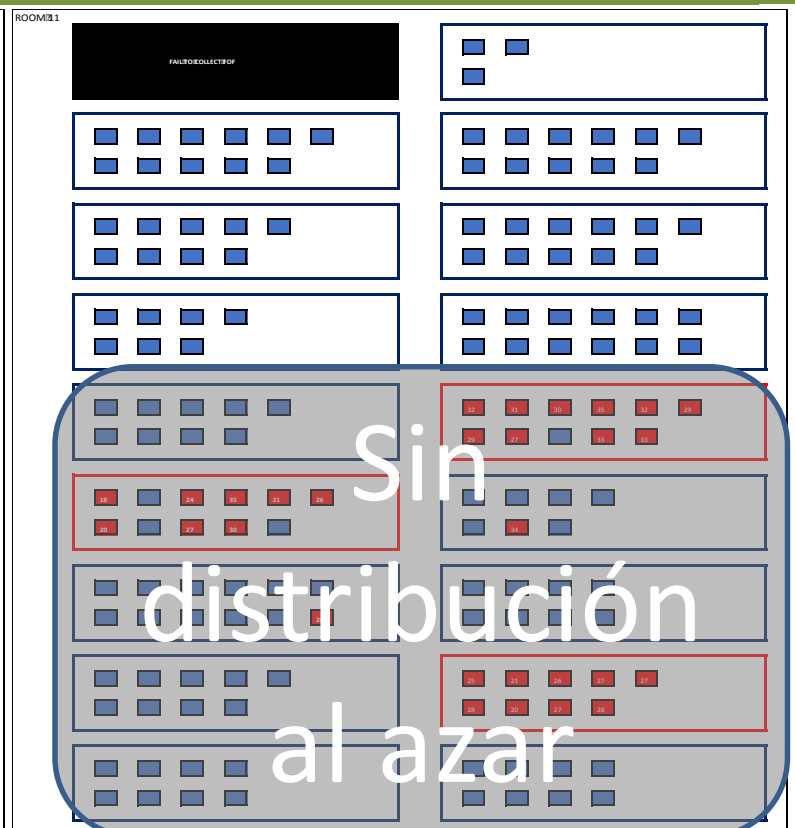 ROOM 11
FAIL TO COLLECT OF
32 31 30 35 32 29
29 27 33 33
18 24 35 21 26
20 27 30
34
Sin
distribución
25 21 26 27 27
28 20 27 28
al azar